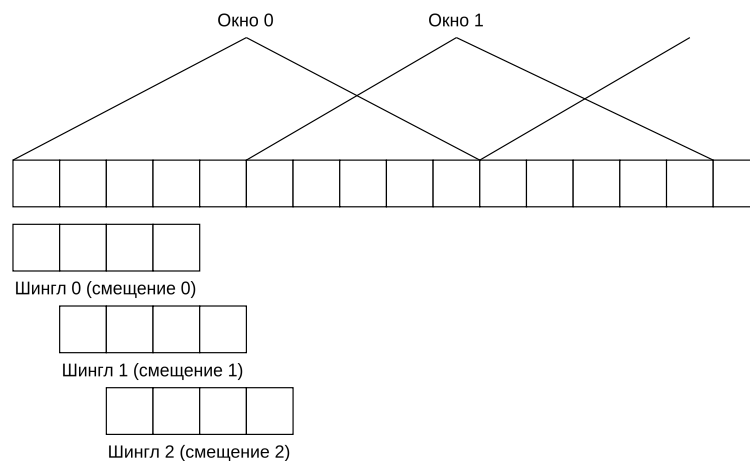 Окно 0
Окно 1
Шингл 0 (смещение 0)
Шингл 1 (смещение 1)
Шингл 2 (смещение 2)